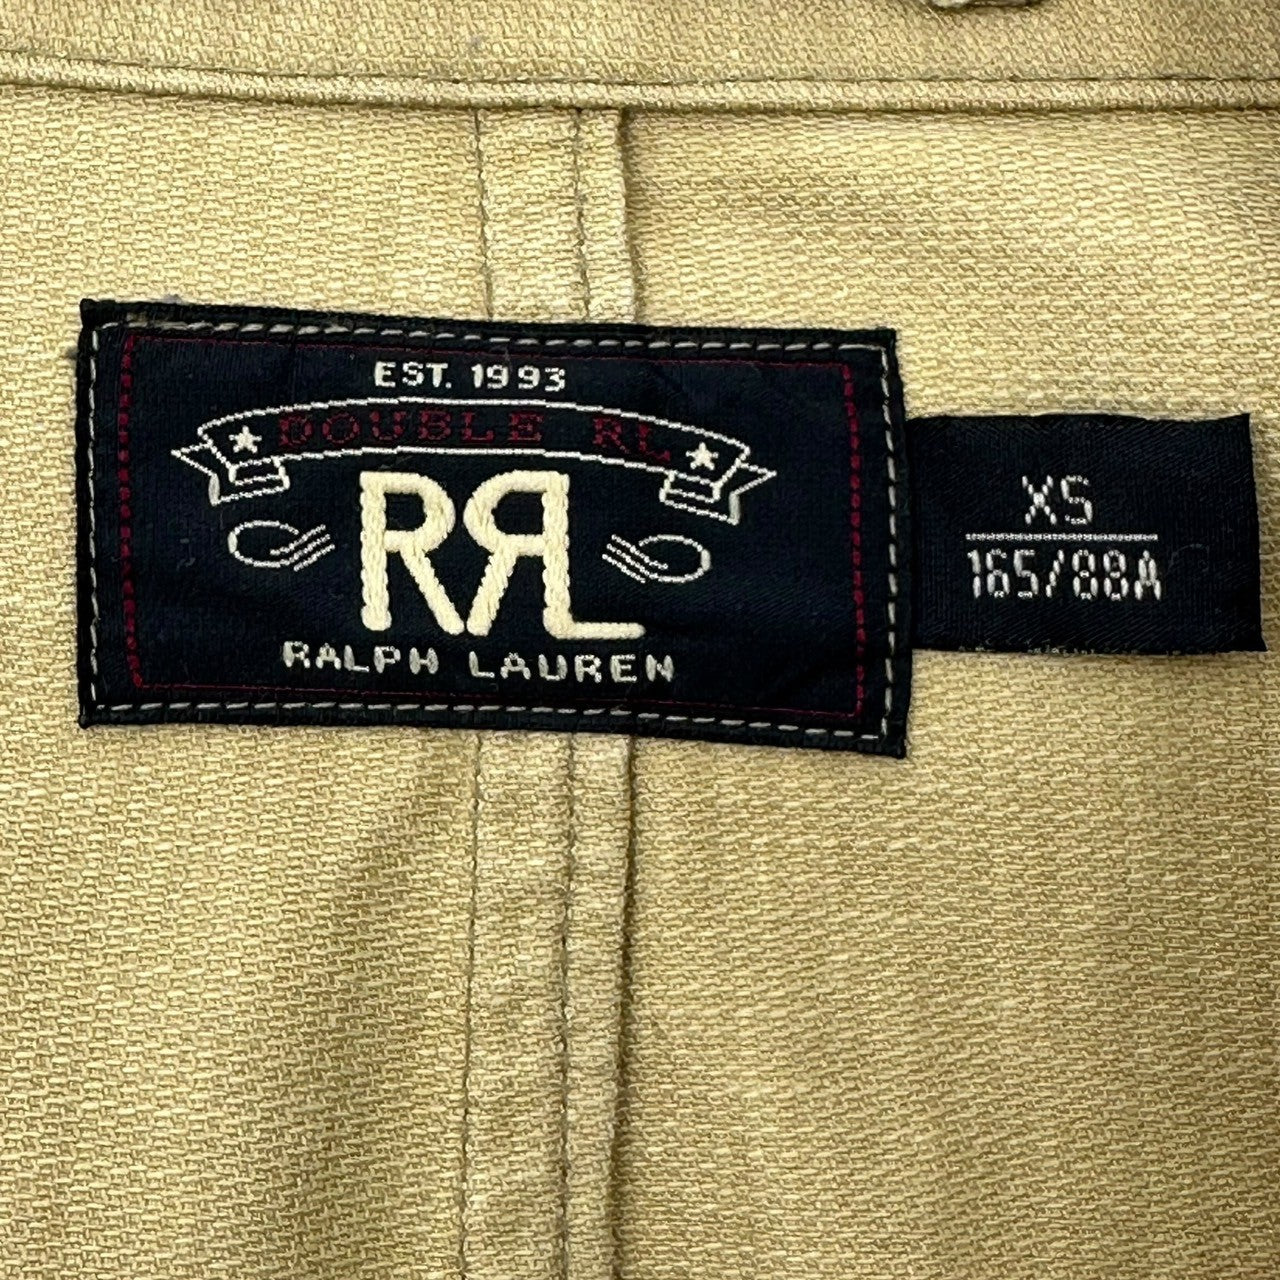 EST. 1993
DOUBLE RL
RRL
RALPH LAUREN
XS
165/88A